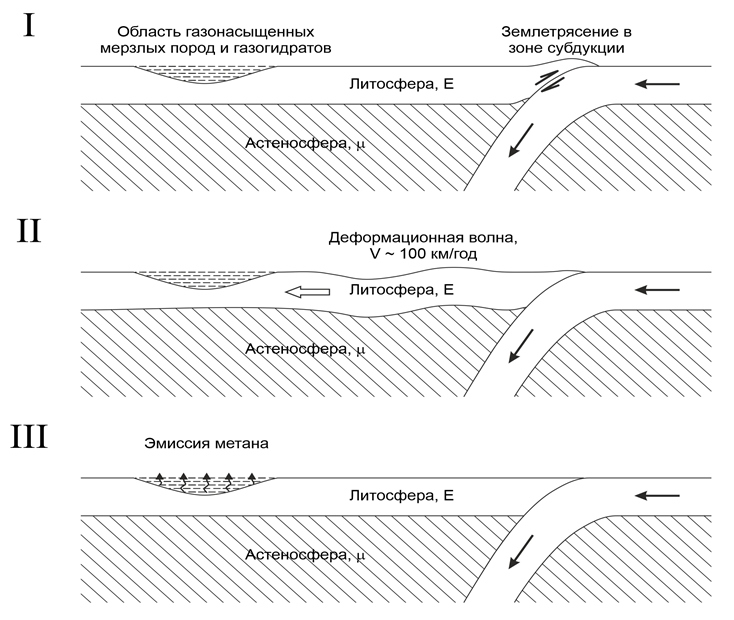 I
Область газонасыщенных
мерзлых пород и газогидратов
Землетрясение в
зоне субдукции
Литосфера, E
Астеносфера, μ
II
Деформационная волна,
V ~ 100 км/год
Литосфера, E
Астеносфера, μ
III
Эмиссия метана
Литосфера, E
Астеносфера, μ